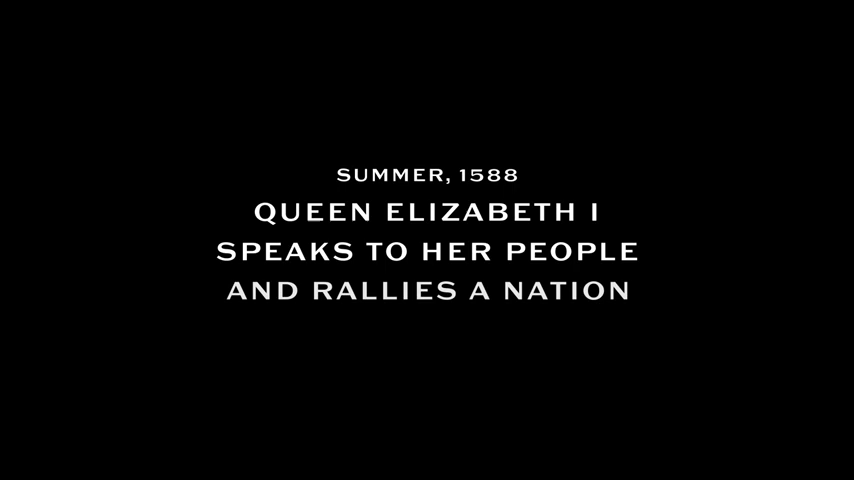 SUMMER, 1588
QUEEN ELIZABETH I
SPEAKS TO HER PEOPLE
AND RALLIES A NATION